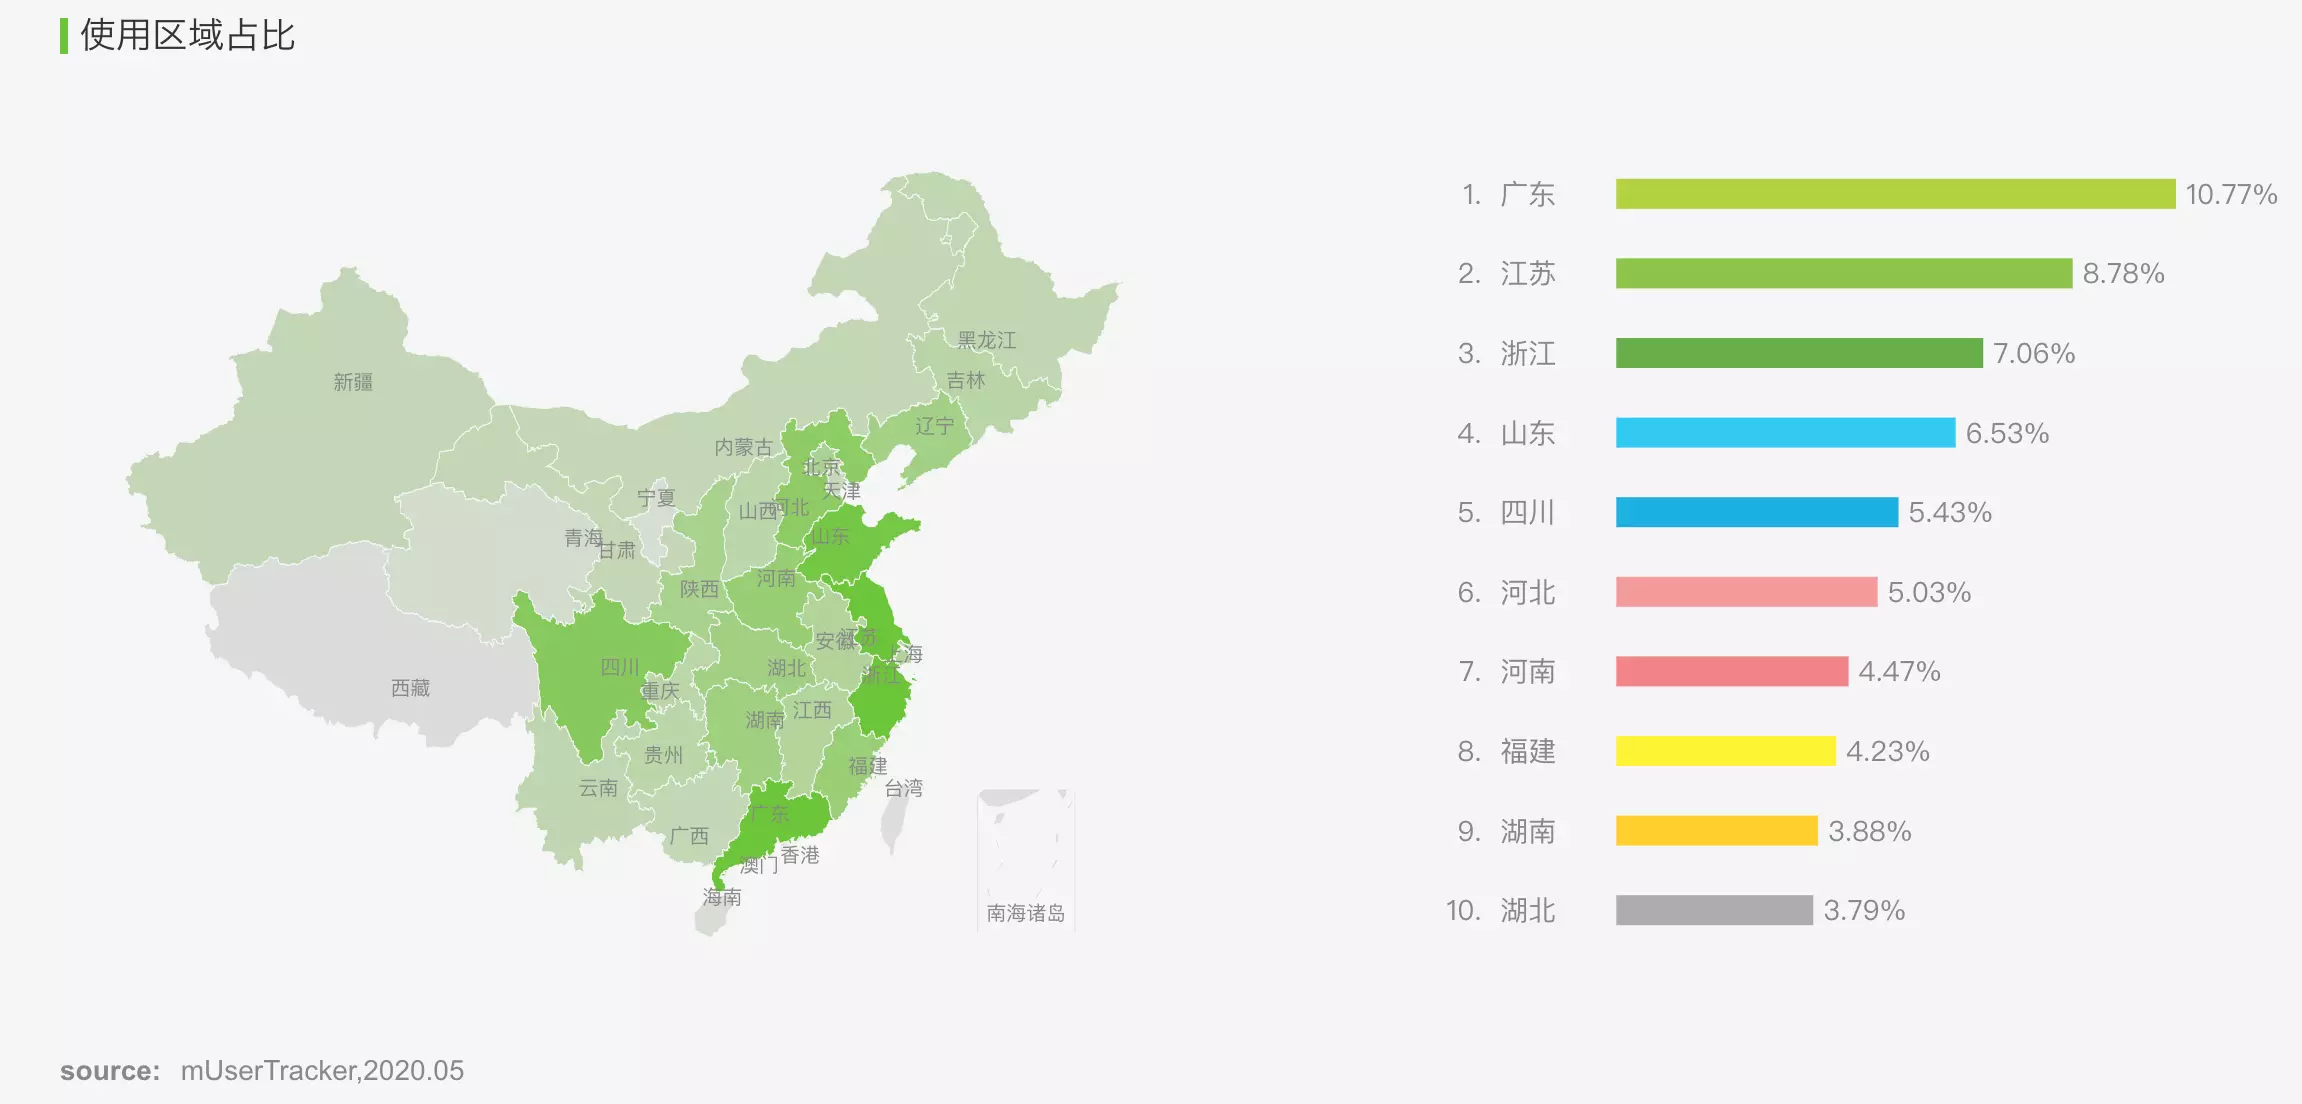 使用区域占比
黑龙江
吉林
新疆
辽宁
内蒙古
北京
天津
宁夏
山西
河北
青海
甘肃
山东
河南
陕西
安徽
江苏
上海
四川
湖北
浙江
西藏
重庆
湖南
江西
贵州
福建
云南
台湾
广东
广西
香港
澳门
海南
南海诸岛
1. 广东 10.77%
2. 江苏 8.78%
3. 浙江 7.06%
4. 山东 6.53%
5. 四川 5.43%
6. 河北 5.03%
7. 河南 4.47%
8. 福建 4.23%
9. 湖南 3.88%
10. 湖北 3.79%
source: mUserTracker,2020.05